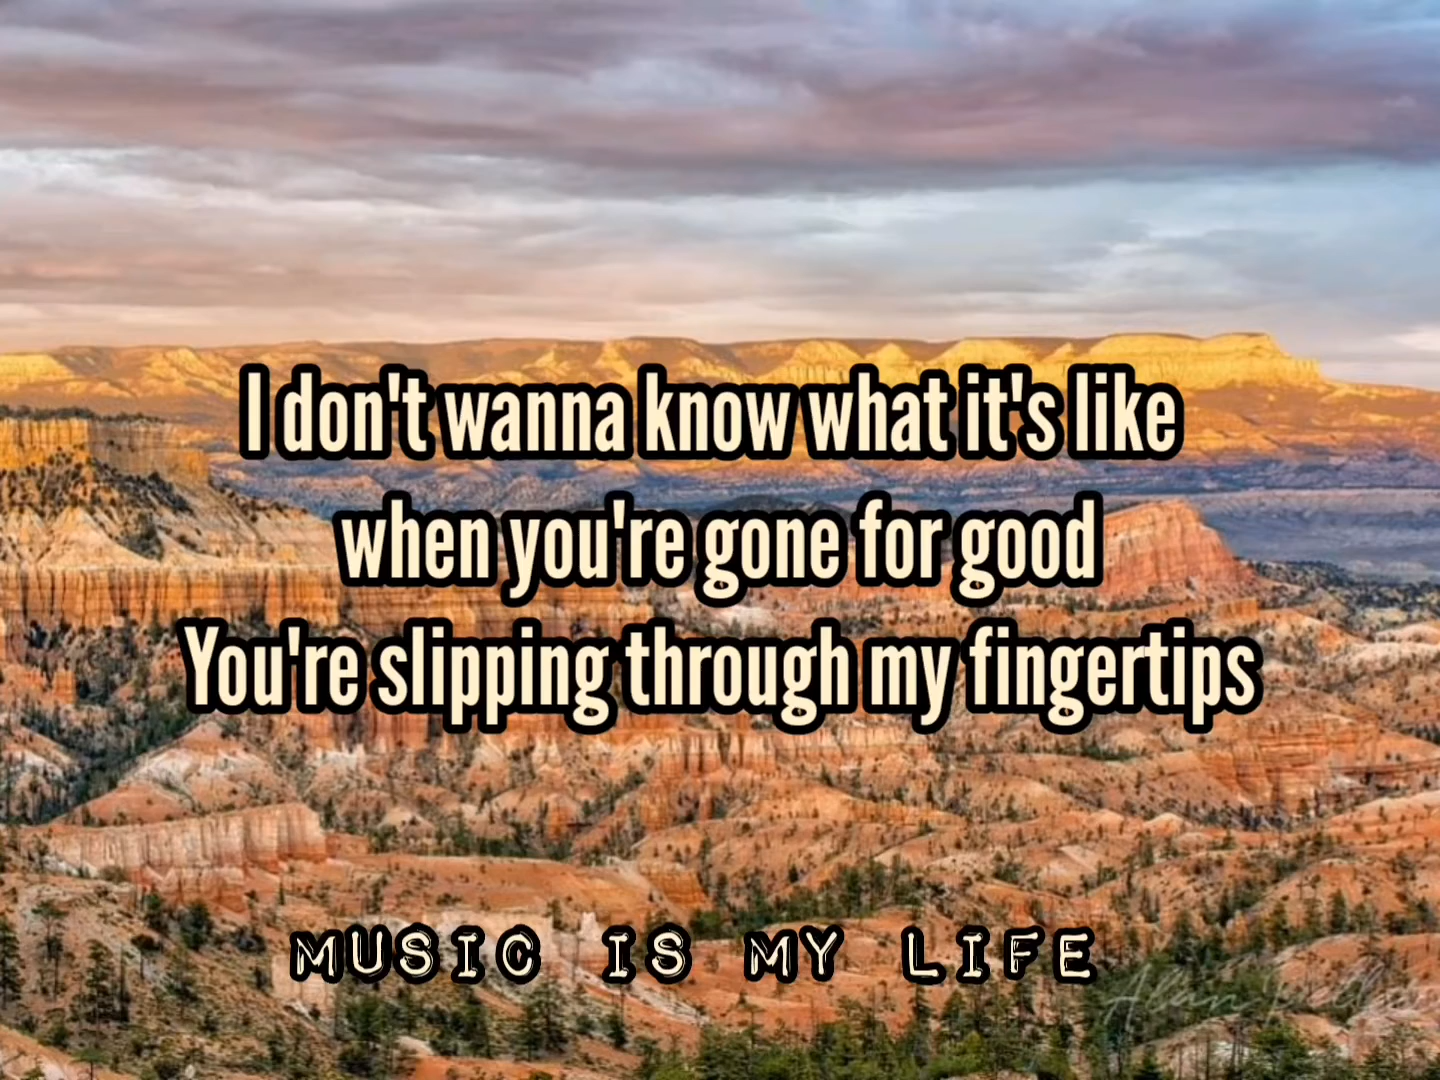 I don't wanna know what it's like
when you're gone for good
You're slipping through my fingertips
MUSIC IS MY LIFE